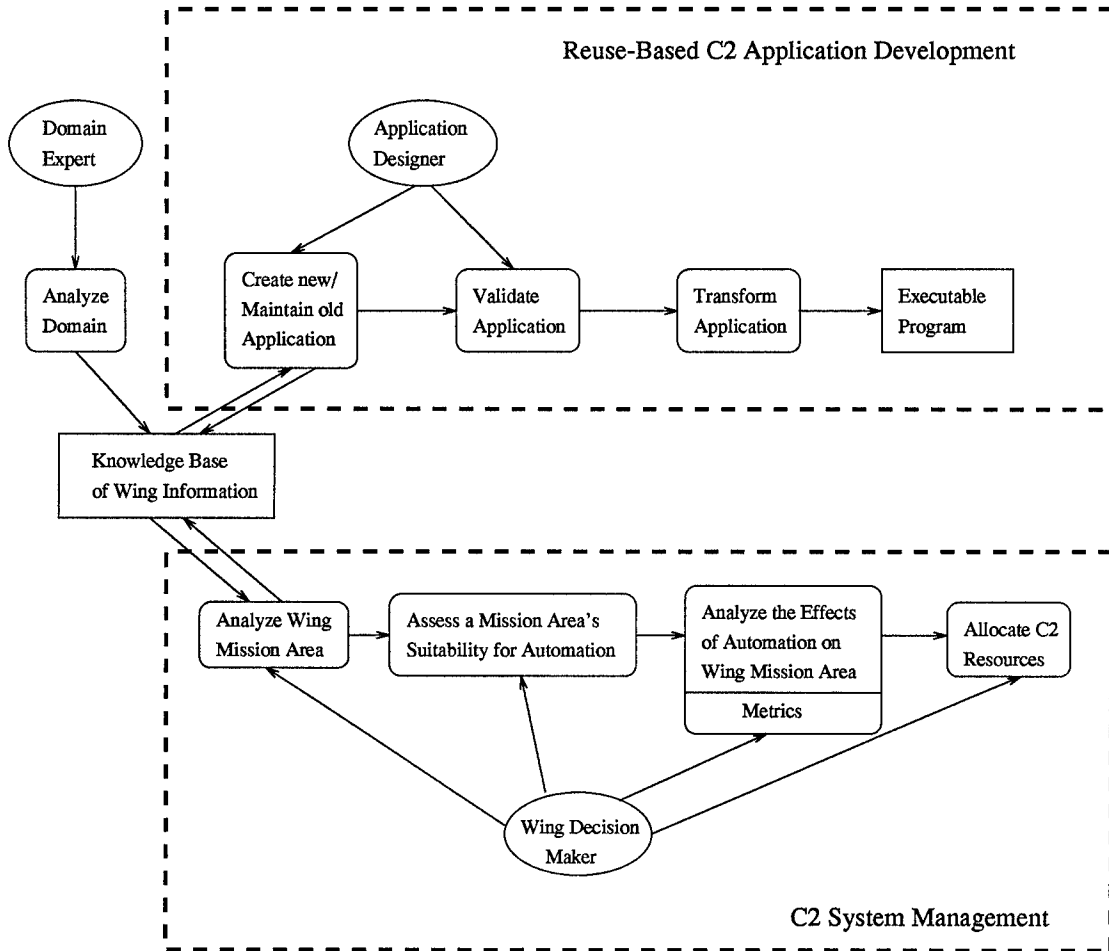 Reuse-Based C2 Application Development
Domain
Expert
Application
Designer
Analyze
Domain
Create new/
Maintain old
Application
Validate
Application
Transform
Application
Executable
Program
Knowledge Base
of Wing Information
Analyze Wing
Mission Area
Assess a Mission Area's
Suitability for Automation
Analyze the Effects
of Automation on
Wing Mission Area
Metrics
Allocate C2
Resources
Wing Decision
Maker
C2 System Management